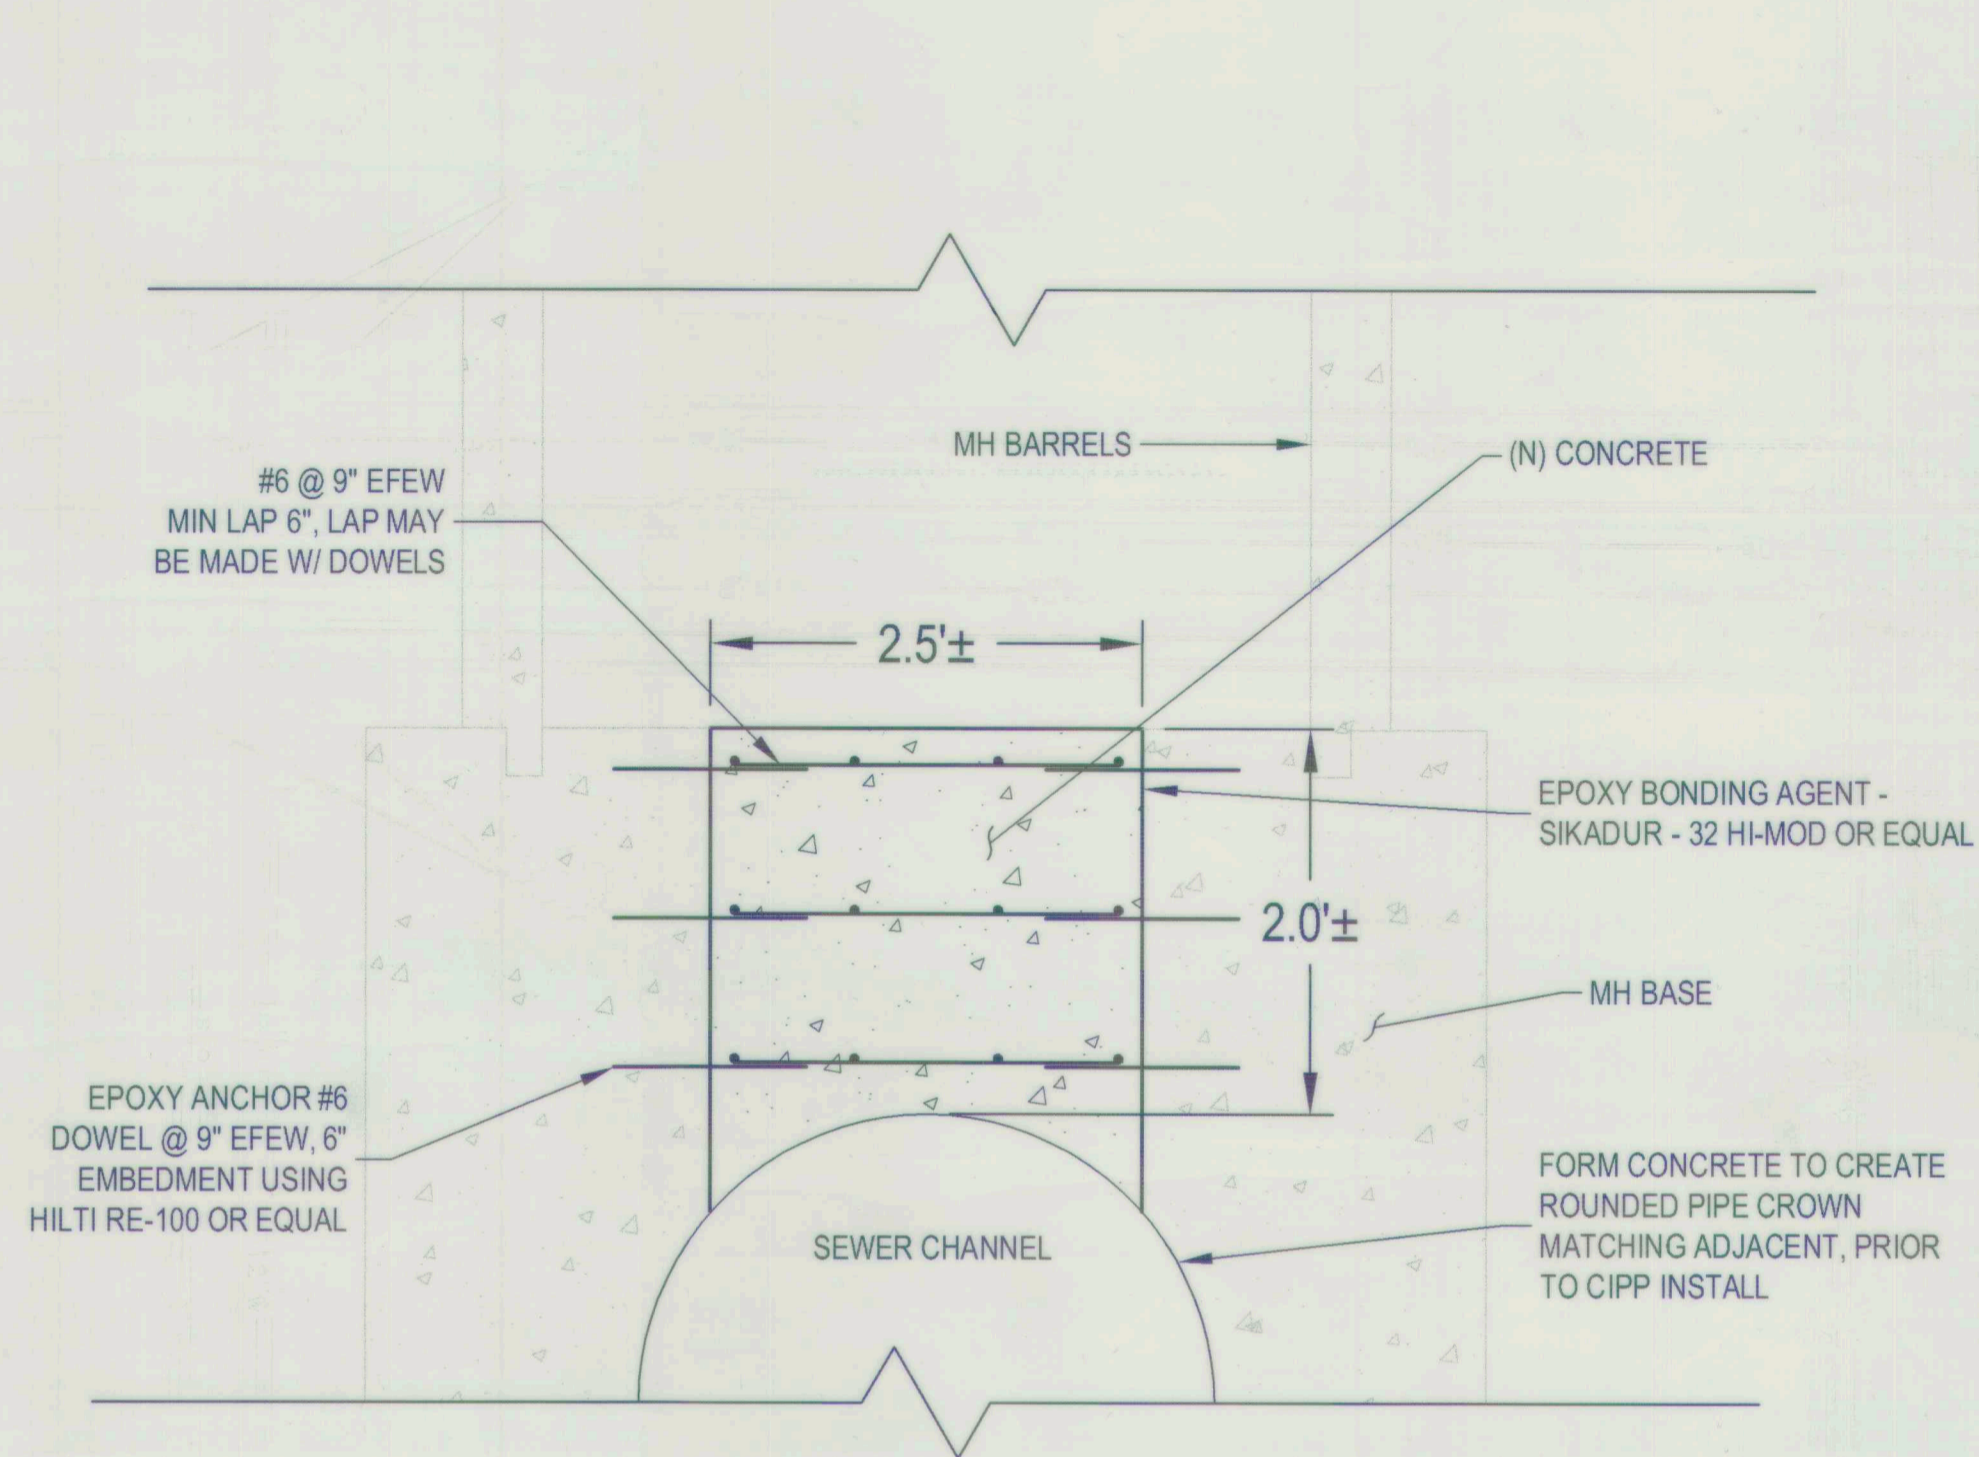 MH BARRELS
(N) CONCRETE
#6 @ 9" EFEW
MIN LAP 6", LAP MAY
BE MADE W/ DOWELS
2.5'±
EPOXY BONDING AGENT -
SIKADUR - 32 HI-MOD OR EQUAL
2.0'±
MH BASE
EPOXY ANCHOR #6
DOWEL @ 9" EFEW, 6"
EMBEDMENT USING
HILTI RE-100 OR EQUAL
FORM CONCRETE TO CREATE
ROUNDED PIPE CROWN
MATCHING ADJACENT, PRIOR
TO CIPP INSTALL
SEWER CHANNEL